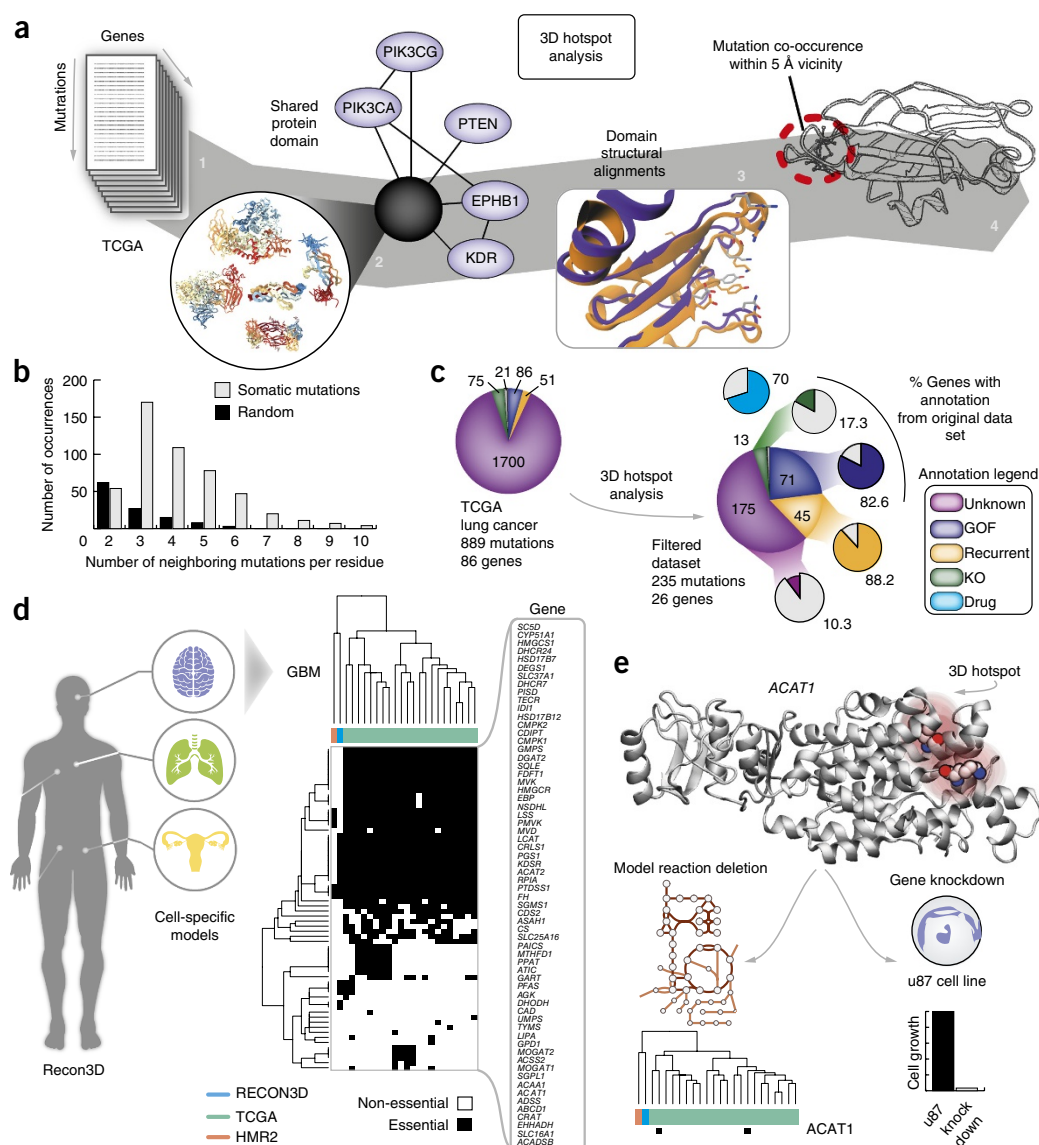 a
Genes
Mutrations
TCGA
1
2
3
4
Shared
protein
domain
PIK3CG
PIK3CA
PTEN
EPHB1
KDR
3D hotspot
analysis
Domain
structural
alignments
Mutation co-occurence
within 5 Å vicinity
b
200
150
100
50
0
Number of occurrences
Somatic mutations
Random
2 3 4 5 6 7 8 9 10
Number of neighboring mutations per residue
c
75
21
86
51
1700
TCGA
lung cancer
889 mutations
86 genes
3D hotspot
analysis
Filtered
dataset
235 mutations
26 genes
13
71
175
45
70
17.3
82.6
88.2
10.3
% Genes with
annotation
from original data
set
Annotation legend
Unknown
GOF
Recurrent
KO
Drug
d
Recon3D
Cell-specific
models
GBM
Gene
SC5D
CYP51A1
HMGCS1
DHCR24
HSD17B7
DEGS1
SLC37A1
DHCR7
PISD
TECR
IDI1
HSD17B12
CMPK2
CDIPT
CMPK1
GMPS
DGAT2
SQLE
FDFT1
MVK
HMGCR
EBP
NSDHL
LSS
PMVK
MVD
LCAT
CRLS1
PGS1
KDSR
ACAT2
RPIA
PTDSS1
FH
SGMS1
CDS2
ASAH1
CS
SLC25A16
PAICS
MTHFD1
PPAT
ATIC
GART
PFAS
AGK
DHODH
CAD
UMPS
TYMS
LIPA
GPD1
MOGAT2
ACSS2
MOGAT1
SGPL1
ACAA1
ACAT1
ADSS
ABCD1
CRAT
EHHADH
SLC16A1
ACADSB
RECON3D
TCGA
HMR2
Non-essential
Essential
e
ACAT1
3D hotspot
Model reaction deletion
Gene knockdown
u87 cell line
ACAT1
Cell growth
u87
knock
down